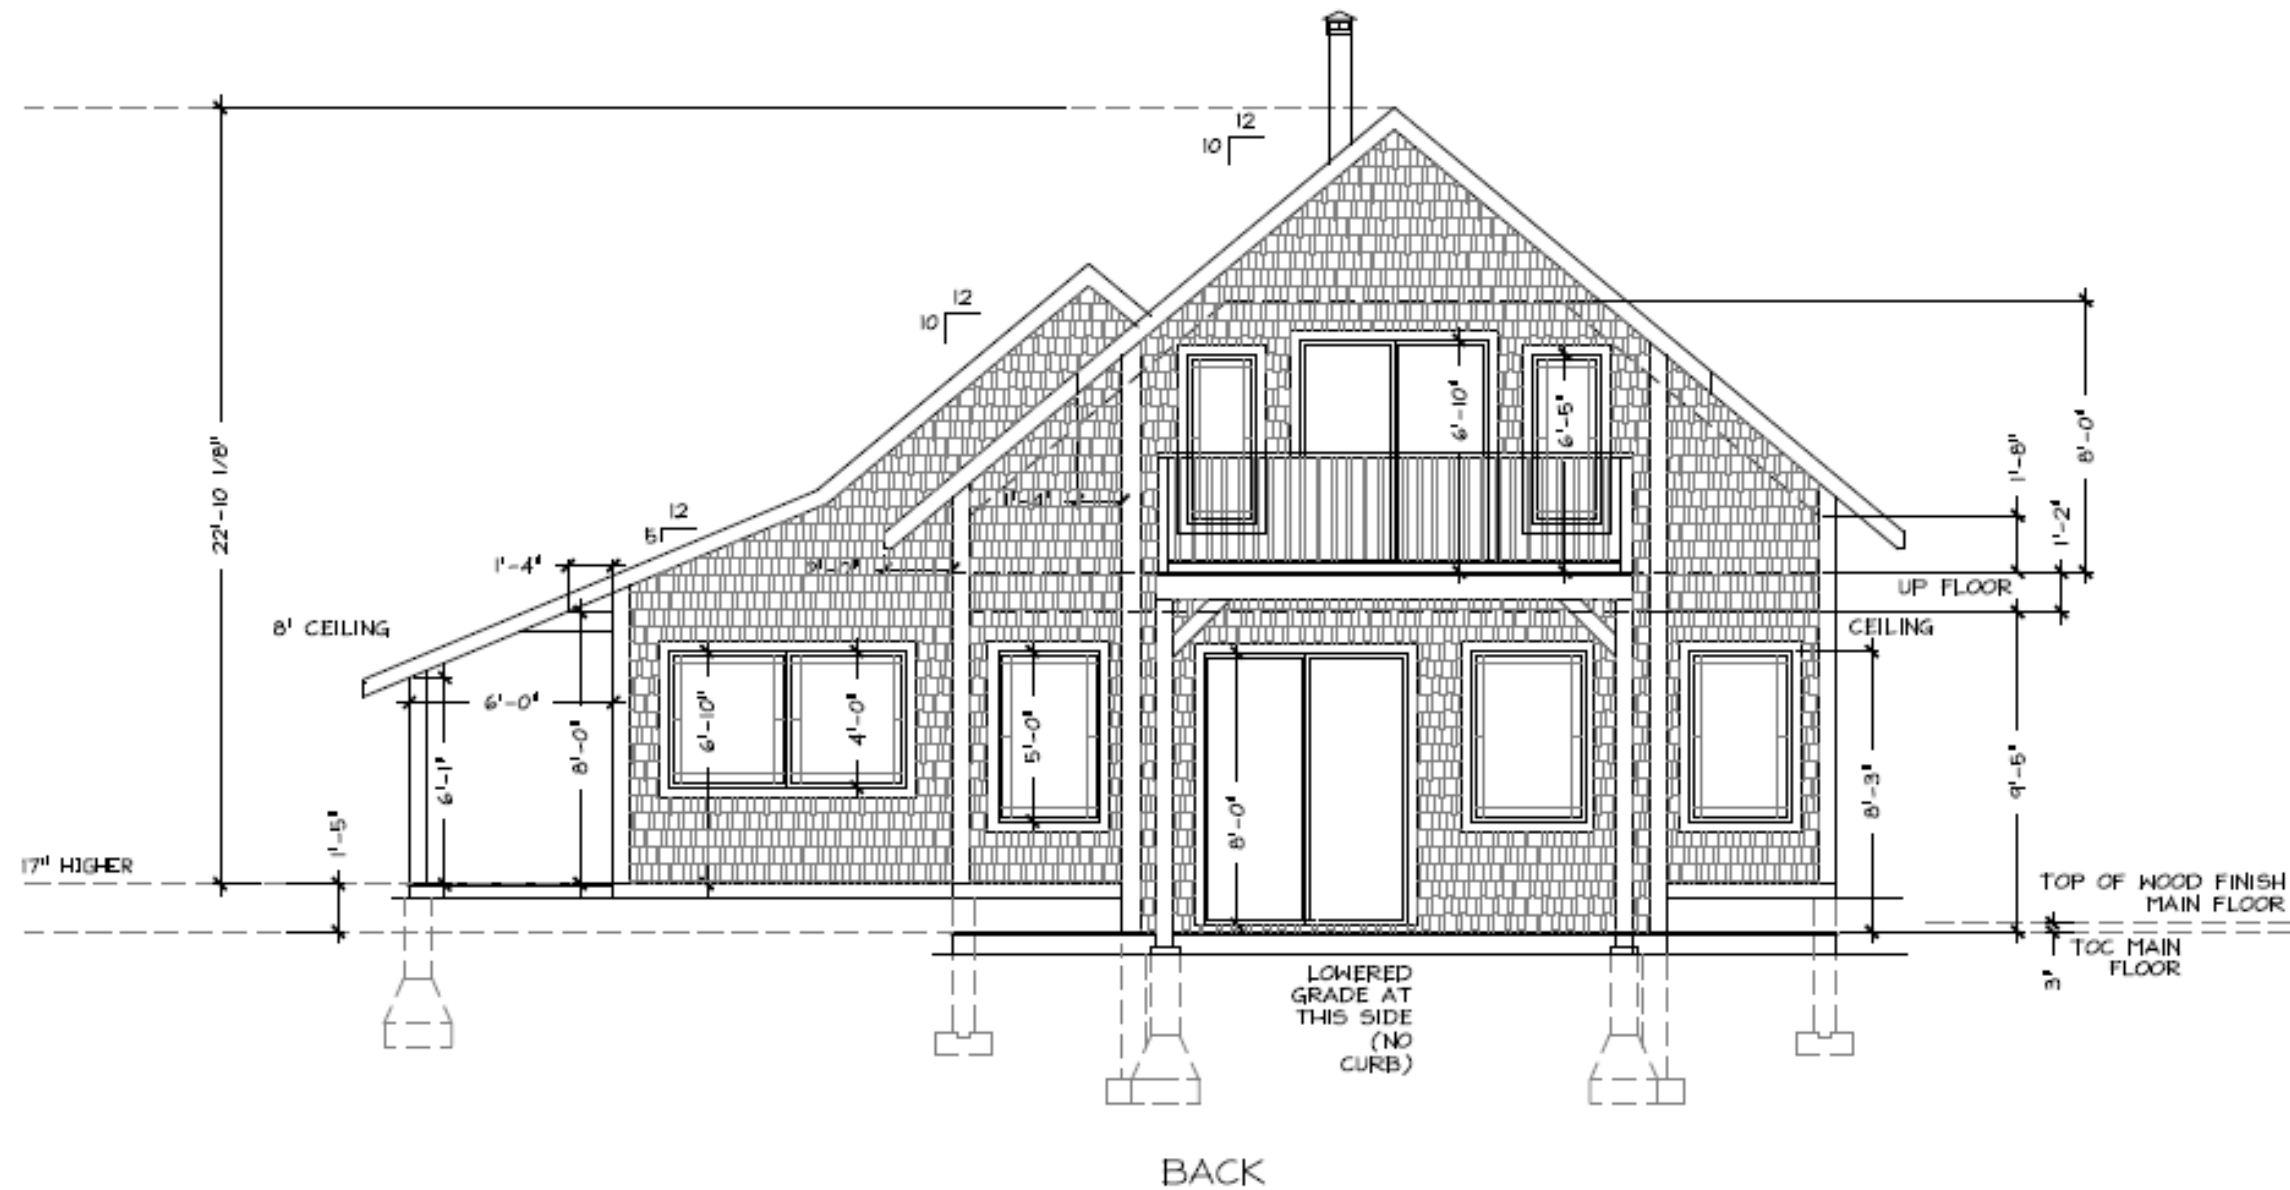 12
10
12
10
22'-10 1/8"
8'-0"
6'-10"
6'-5"
1'-8"
1'-2"
1'-4"
12
5
1'-4"
UP FLOOR
8' CEILING
CEILING
6'-0"
6'-10"
4'-0"
5'-0"
8'-0"
6'-1"
8'-0"
8'-3"
9'-5"
1'-5"
17" HIGHER
TOP OF WOOD FINISH
MAIN FLOOR
TOC MAIN
FLOOR
3"
LOWERED
GRADE AT
THIS SIDE
(NO
CURB)
BACK